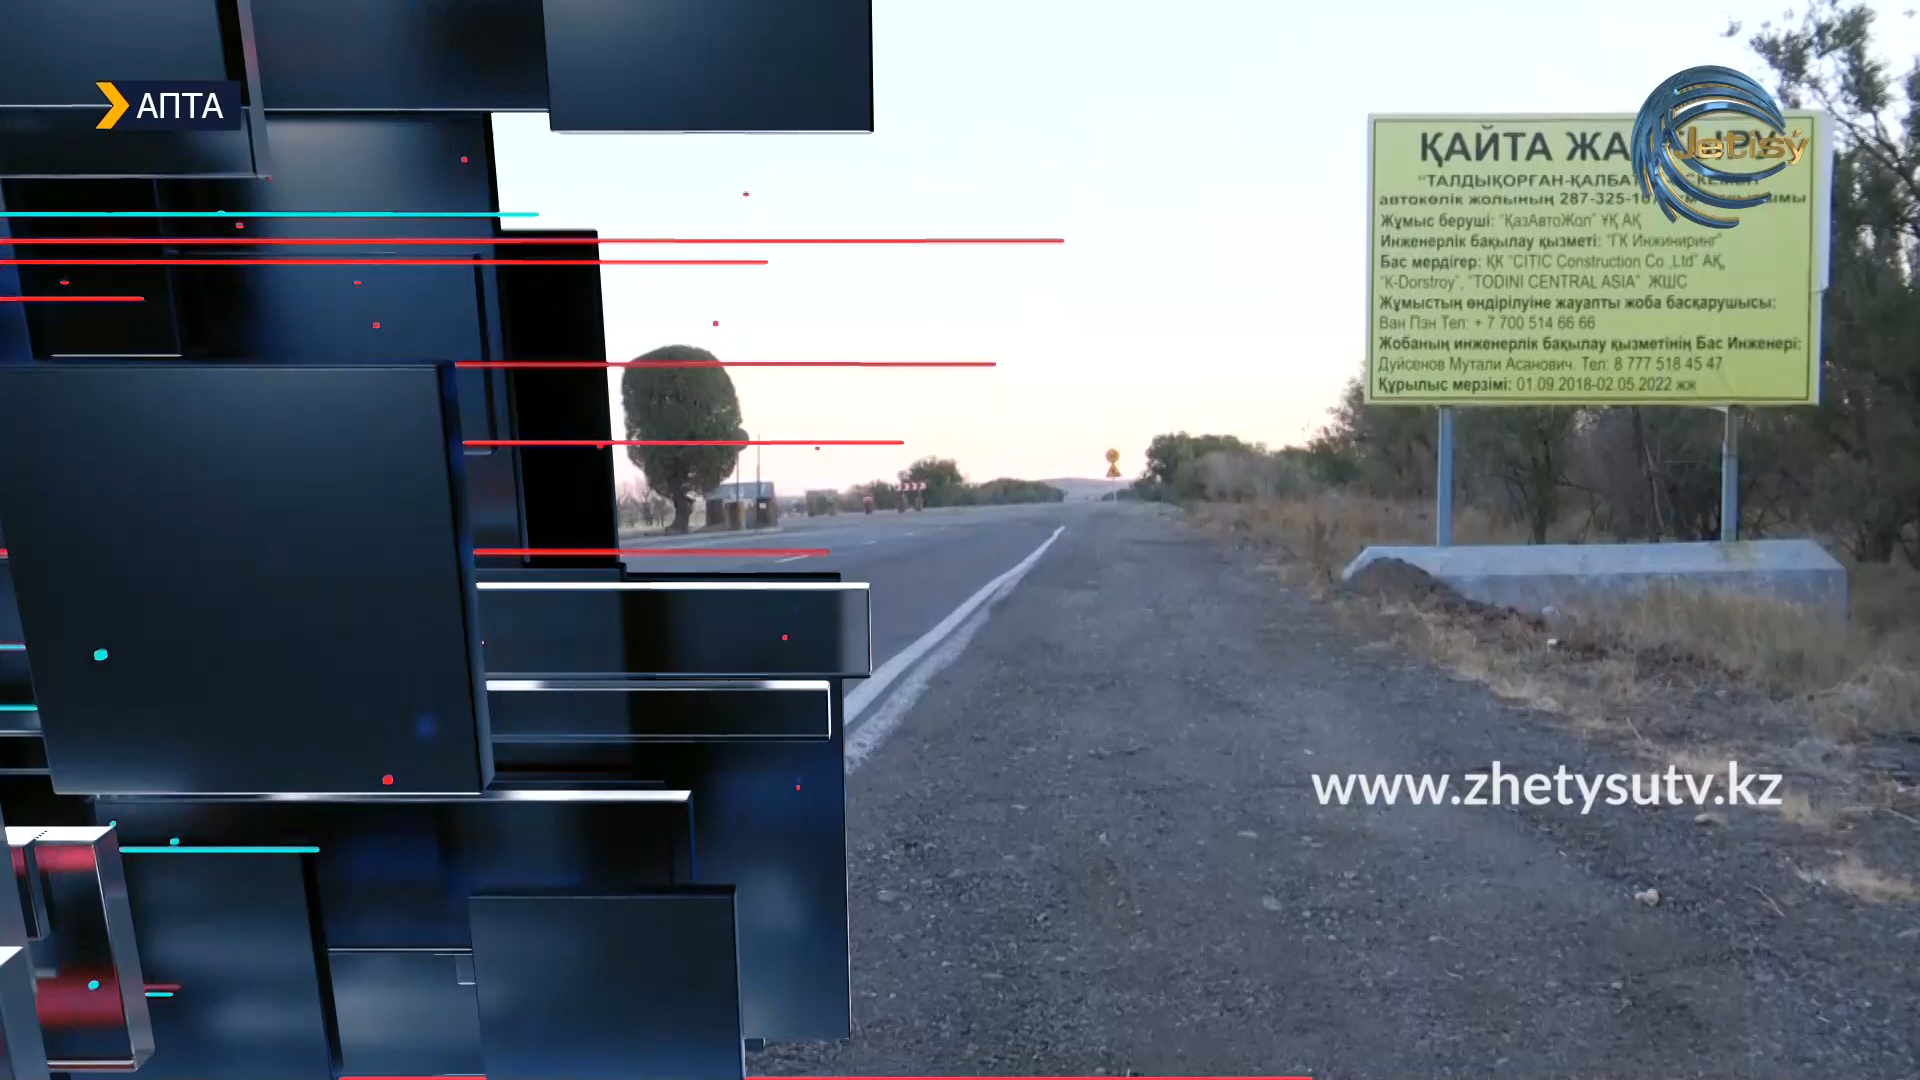 АПТА
Jetisý
ҚАЙТА
"ТАЛДЫҚОРҒАН-ҚАЛБАТ
автокөлік жолының 287-325
Жұмыс беруші: "ҚазАвтоЖол" ҰҚ АҚ
Инженерлік бақылау қызметі: "ГК Инжиниринг"
Бас мердігер: ҚК "CITIC Construction Co.,Ltd" АҚ,
"K-Dorstroy", "TODINI CENTRAL ASIA" ЖШС
Жұмыстың өндірілуіне жауапты жоба басқарушысы:
Ван Пэн Тел: + 7 700 514 66 66
Жобаның инженерлік бақылау қызметінің Бас Инженері:
Дуйсенов Мутали Асанович. Тел: 8 777 518 45 47
Құрылыс мерзімі: 01.09.2018-02.05.2022 жж
www.zhetysutv.kz